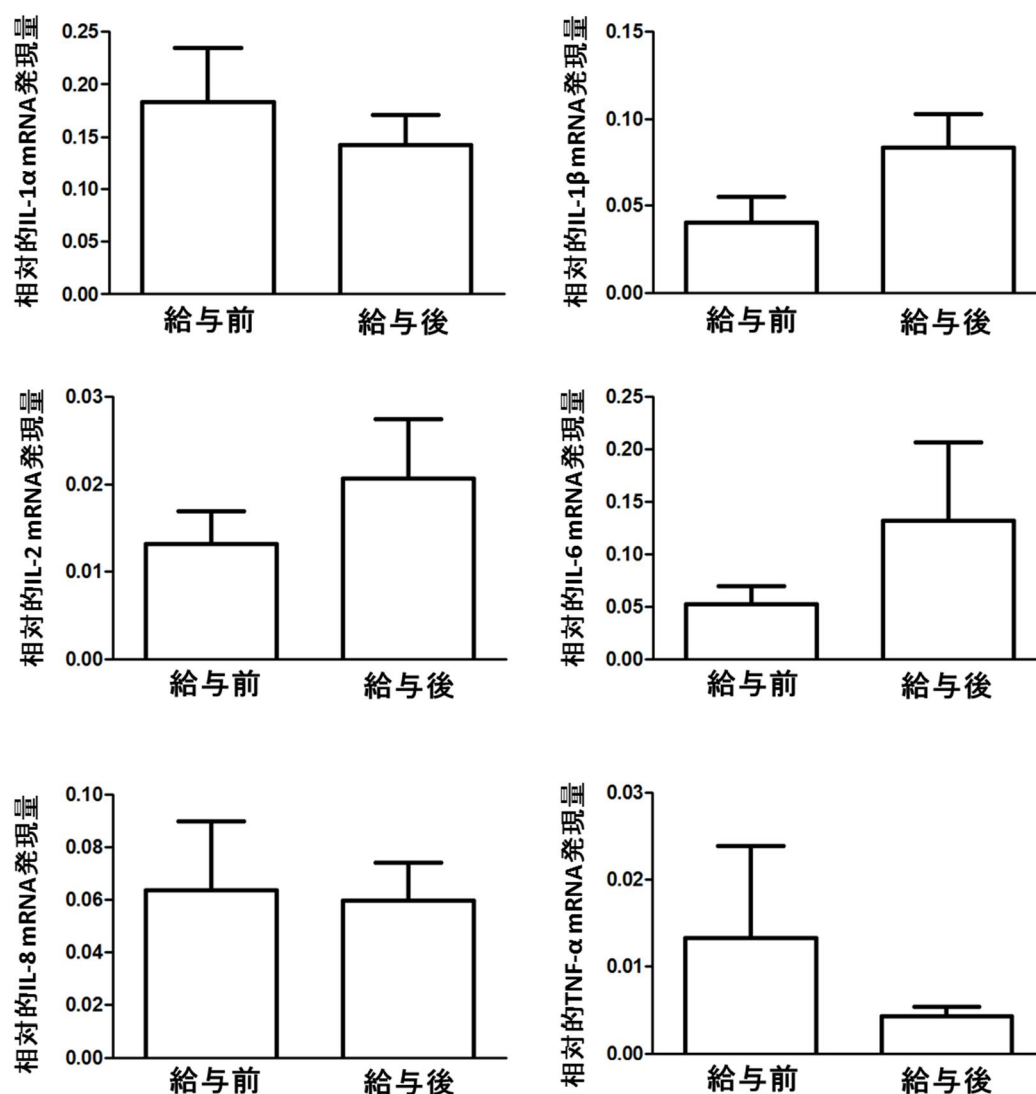 相対的IL-1α mRNA発現量
0.25
0.20
0.15
0.10
0.05
0.00
給与前
給与後
相対的IL-1β mRNA発現量
0.15
0.10
0.05
0.00
給与前
給与後
相対的IL-2 mRNA発現量
0.03
0.02
0.01
0.00
給与前
給与後
相対的IL-6 mRNA発現量
0.25
0.20
0.15
0.10
0.05
0.00
給与前
給与後
相対的IL-8 mRNA発現量
0.10
0.08
0.06
0.04
0.02
0.00
給与前
給与後
相対的TNF-α mRNA発現量
0.03
0.02
0.01
0.00
給与前
給与後